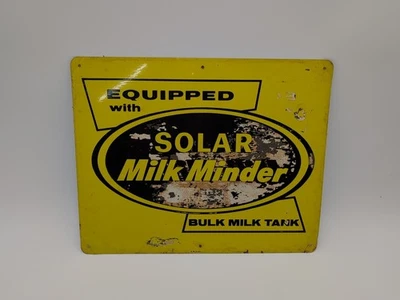 EQUIPPED
with
SOLAR
Milk Minder
BULK MILK TANK